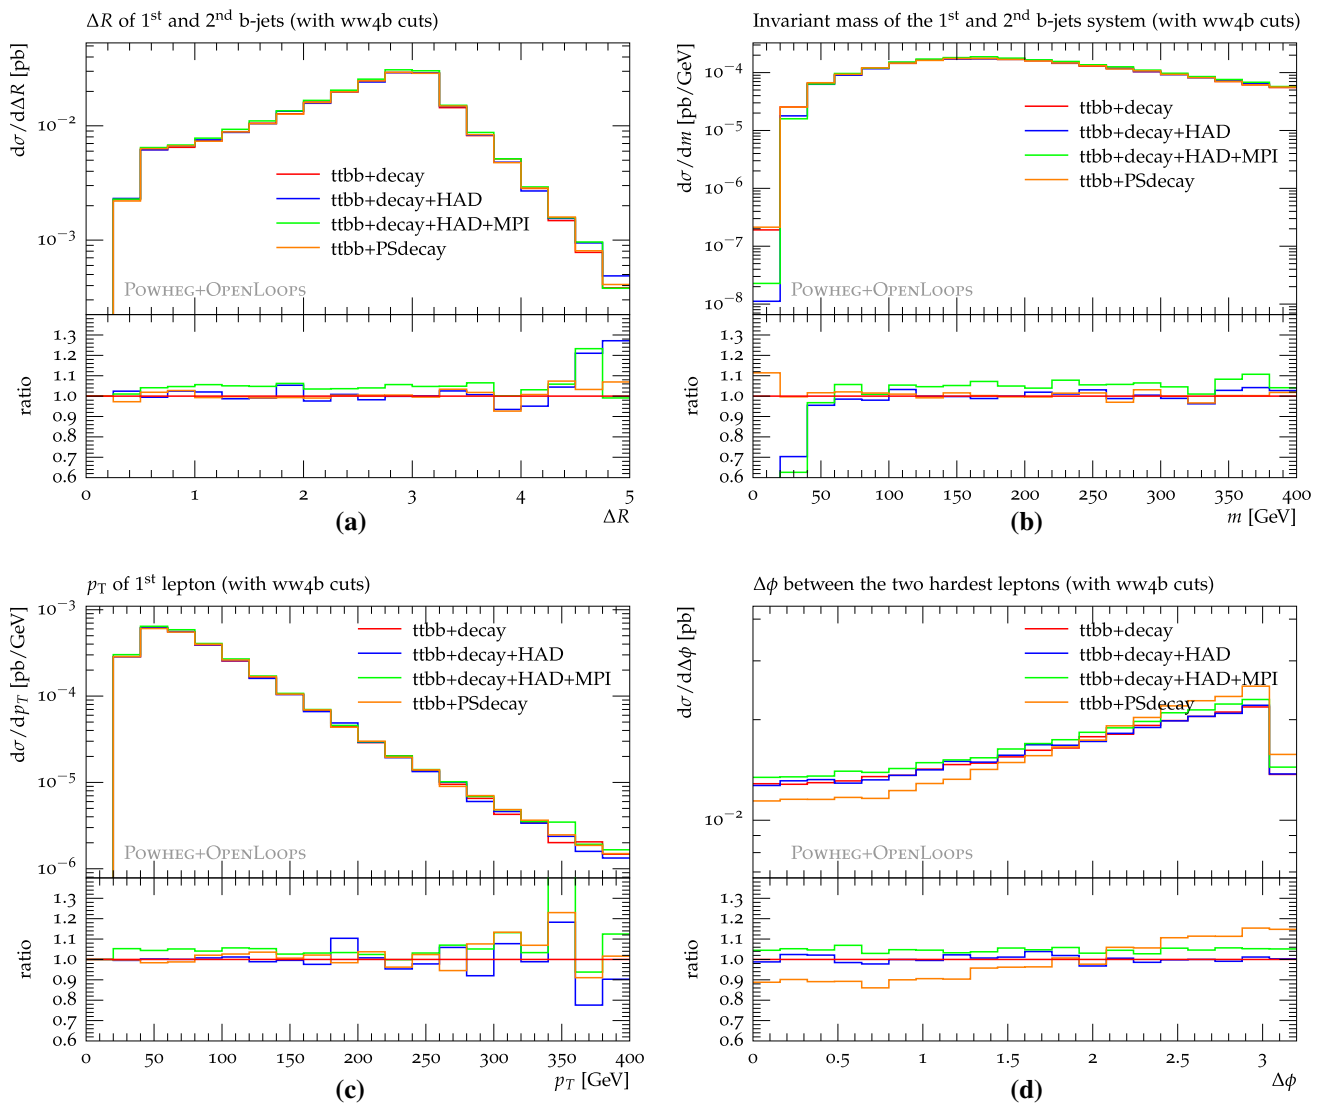 ΔR of 1st and 2nd b-jets (with ww4b cuts)
dσ/dΔR [pb]
10−2
10−3
ttbb+decay
ttbb+decay+HAD
ttbb+decay+HAD+MPI
ttbb+PSdecay
Powheg+OpenLoops
ratio
1.3
1.2
1.1
1.0
0.9
0.8
0.7
0.6
0 1 2 3 4 5
ΔR
(a)
Invariant mass of the 1st and 2nd b-jets system (with ww4b cuts)
dσ/dm [pb/GeV]
10−4
10−5
10−6
10−7
10−8
ttbb+decay
ttbb+decay+HAD
ttbb+decay+HAD+MPI
ttbb+PSdecay
Powheg+OpenLoops
ratio
1.3
1.2
1.1
1.0
0.9
0.8
0.7
0.6
0 50 100 150 200 250 300 350 400
m [GeV]
(b)
pT of 1st lepton (with ww4b cuts)
dσ/dpT [pb/GeV]
10−3
10−4
10−5
10−6
ttbb+decay
ttbb+decay+HAD
ttbb+decay+HAD+MPI
ttbb+PSdecay
Powheg+OpenLoops
ratio
1.3
1.2
1.1
1.0
0.9
0.8
0.7
0.6
0 50 100 150 200 250 300 350 400
pT [GeV]
(c)
Δϕ between the two hardest leptons (with ww4b cuts)
dσ/dΔϕ [pb]
10−2
ttbb+decay
ttbb+decay+HAD
ttbb+decay+HAD+MPI
ttbb+PSdecay
Powheg+OpenLoops
ratio
1.3
1.2
1.1
1.0
0.9
0.8
0.7
0.6
0 0.5 1 1.5 2 2.5 3
Δϕ
(d)